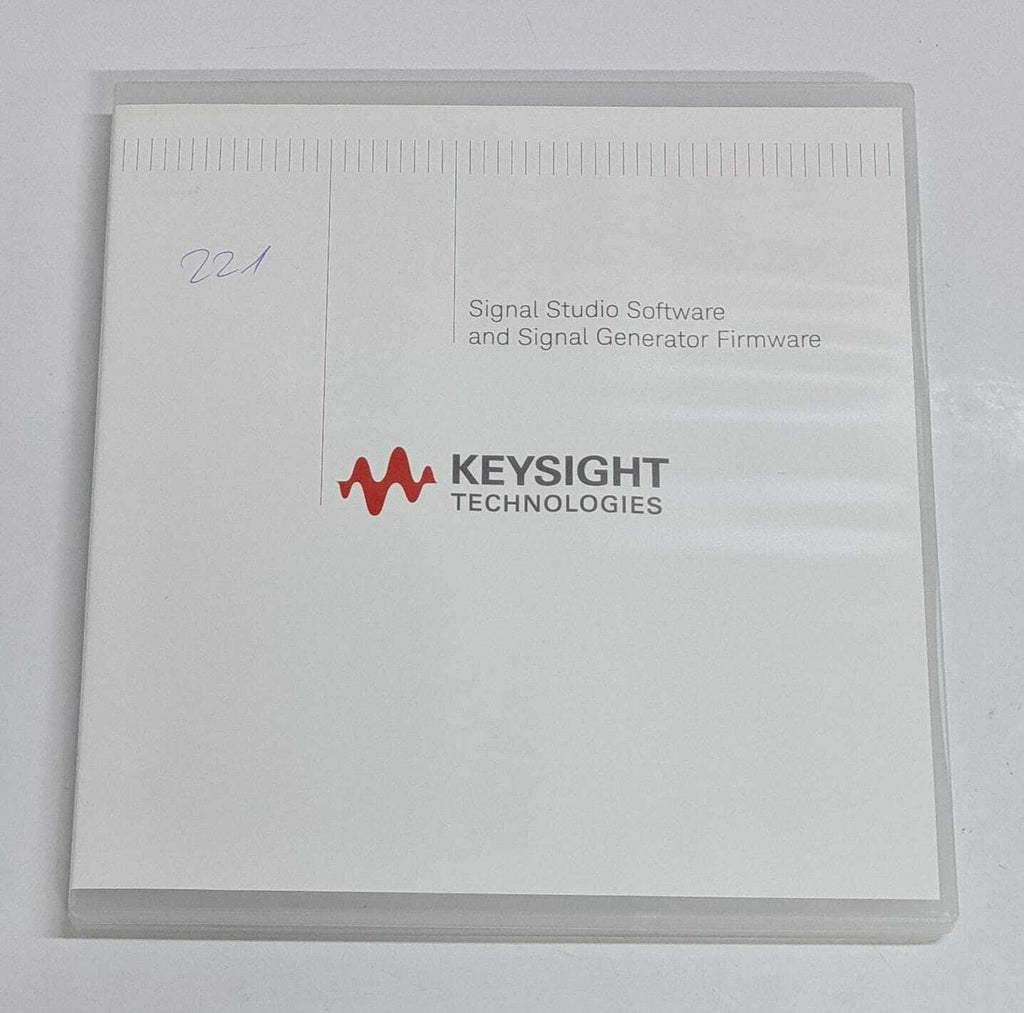 221
Signal Studio Software
and Signal Generator Firmware
KEYSIGHT
TECHNOLOGIES